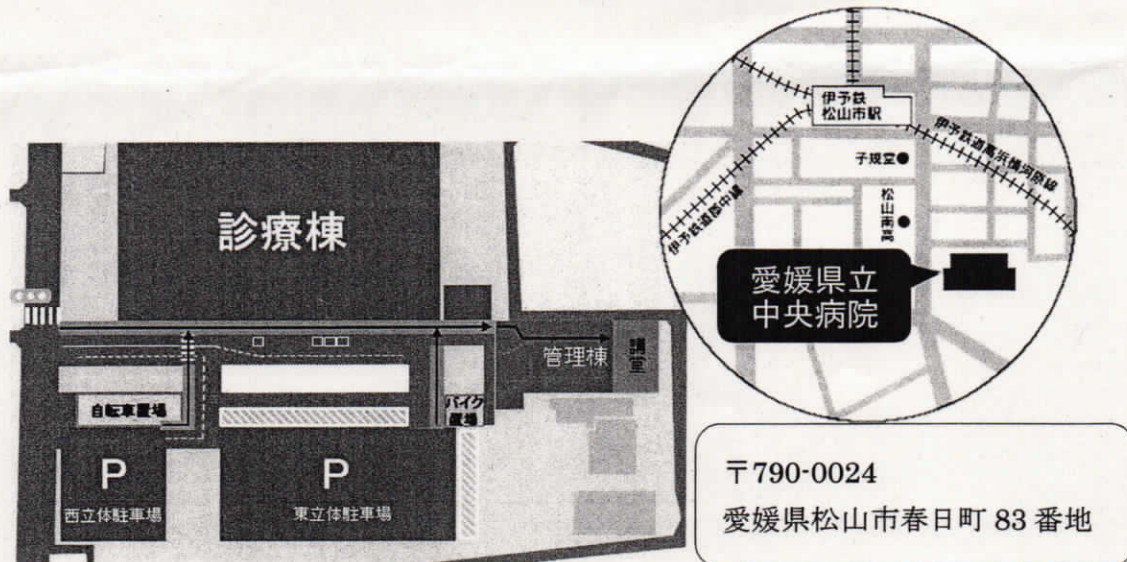 診療棟
管理棟
講堂
自転車置場
バイク
置場
P
西立体駐車場
P
東立体駐車場
伊予鉄
松山市駅
伊予鉄道高浜横河原線
子規堂
伊予鉄道郡中線
松山南高
愛媛県立
中央病院
〒790-0024
愛媛県松山市春日町 83 番地